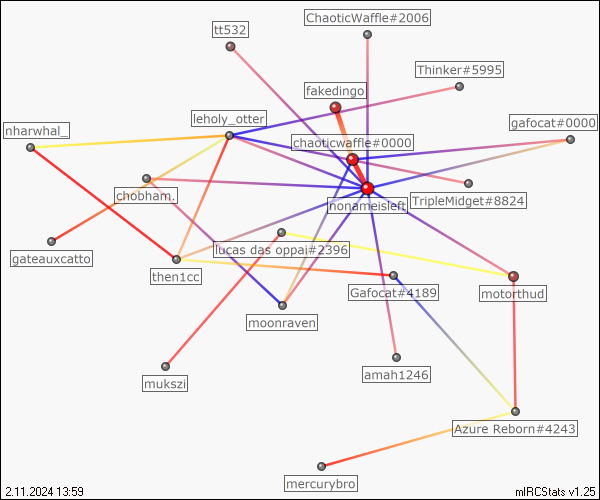 ChaoticWaffle#2006
tt532
Thinker#5995
fakedingo
leholy_otter
gafocat#0000
nharwhal_
chaoticwaffle#0000
chobham.
TripleMidget#8824
nonameisleft
lucas das oppai#2396
gateauxcatto
then1cc
Gafocat#4189
motorthud
moonraven
amah1246
mukszi
Azure Reborn#4243
mercurybro
2.11.2024 13:59
mIRCStats v1.25